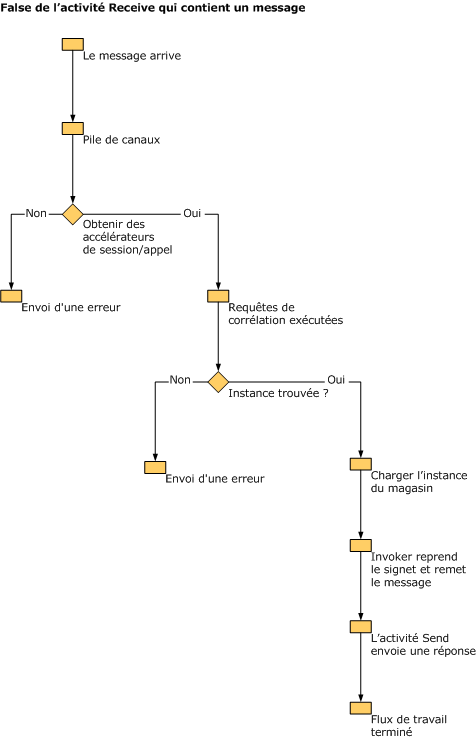 False de l’activité Receive qui contient un message
Le message arrive
Pile de canaux
Non
Oui
Obtenir des
accélérateurs
de session/appel
Envoi d'une erreur
Requêtes de
corrélation exécutées
Non
Oui
Instance trouvée ?
Envoi d'une erreur
Charger l’instance
du magasin
Invoker reprend
le signet et remet
le message
L’activité Send
envoie une réponse
Flux de travail
terminé